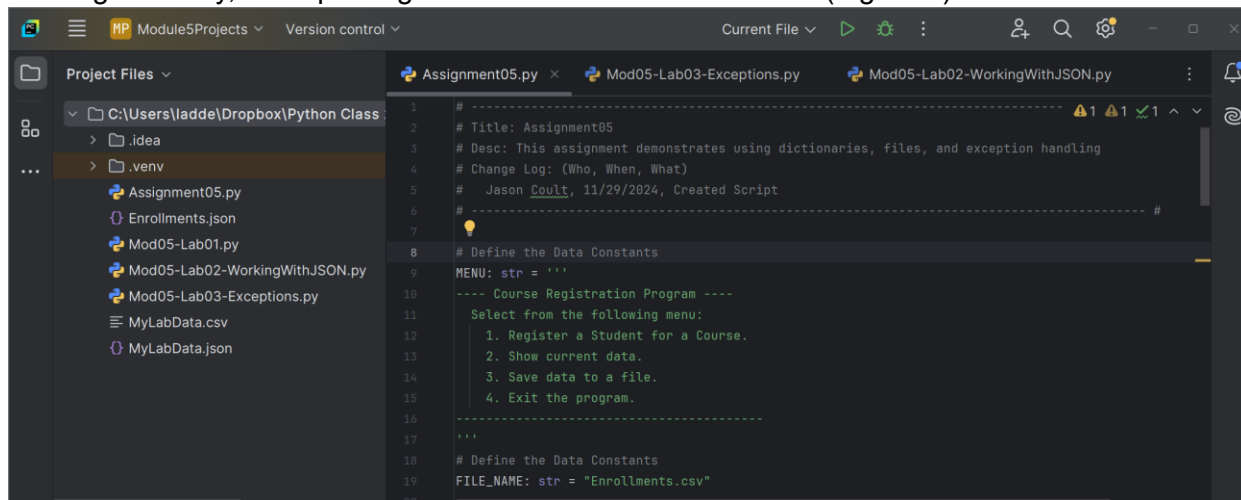 MP Module5Projects Version control Current File
Project Files
Assignment05.py Mod05-Lab03-Exceptions.py Mod05-Lab02-WorkingWithJSON.py
C:\Users\ladde\Dropbox\Python Class
.idea
.venv
Assignment05.py
Enrollments.json
Mod05-Lab01.py
Mod05-Lab02-WorkingWithJSON.py
Mod05-Lab03-Exceptions.py
MyLabData.csv
MyLabData.json
1 # ------------------------------------------------------------------------------------------ 1 1 1
2 # Title: Assignment05
3 # Desc: This assignment demonstrates using dictionaries, files, and exception handling
4 # Change Log: (Who, When, What)
5 #   Jason Coult, 11/29/2024, Created Script
6 # ------------------------------------------------------------------------------------------ #
7
8 # Define the Data Constants
9 MENU: str = '''
10 ---- Course Registration Program ----
11   Select from the following menu:
12     1. Register a Student for a Course.
13     2. Show current data.
14     3. Save data to a file.
15     4. Exit the program.
16 -----------------------------------------
17 '''
18 # Define the Data Constants
19 FILE_NAME: str = "Enrollments.csv"